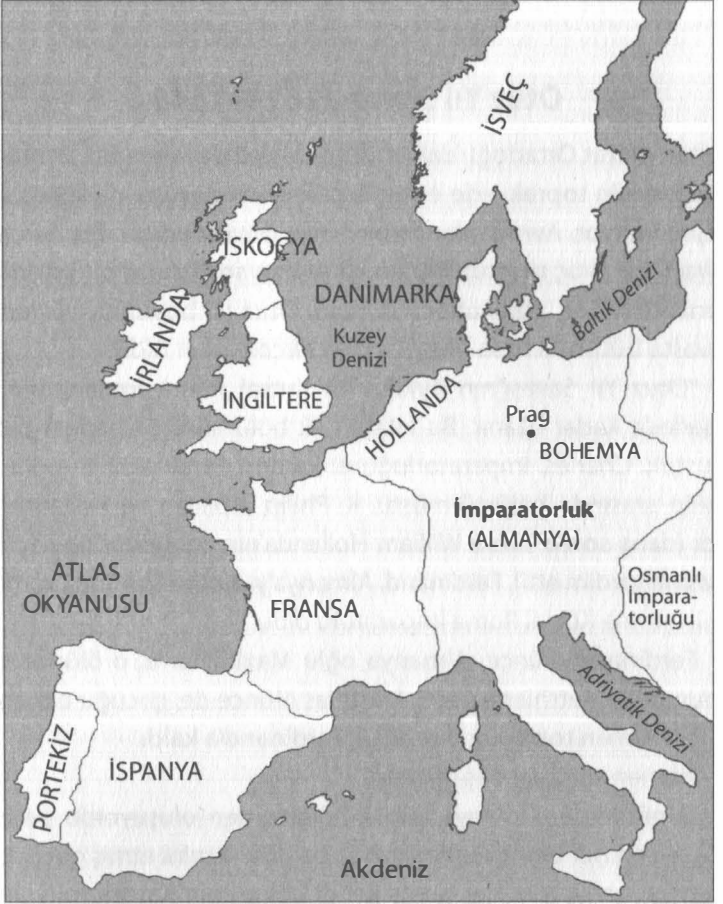 İSVEÇ
İSKOÇYA
DANİMARKA
Baltık Denizi
Kuzey
Denizi
İRLANDA
İNGİLTERE
HOLLANDA
Prag
BOHEMYA
İmparatorluk
(ALMANYA)
ATLAS
OKYANUSU
FRANSA
Osmanlı
İmpara-
torluğu
Adriyatik Denizi
PORTEKİZ
İSPANYA
Akdeniz